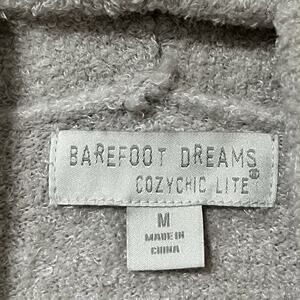 BAREFOOT DREAMS
COZYCHIC LITE®
M
MADE IN
CHINA